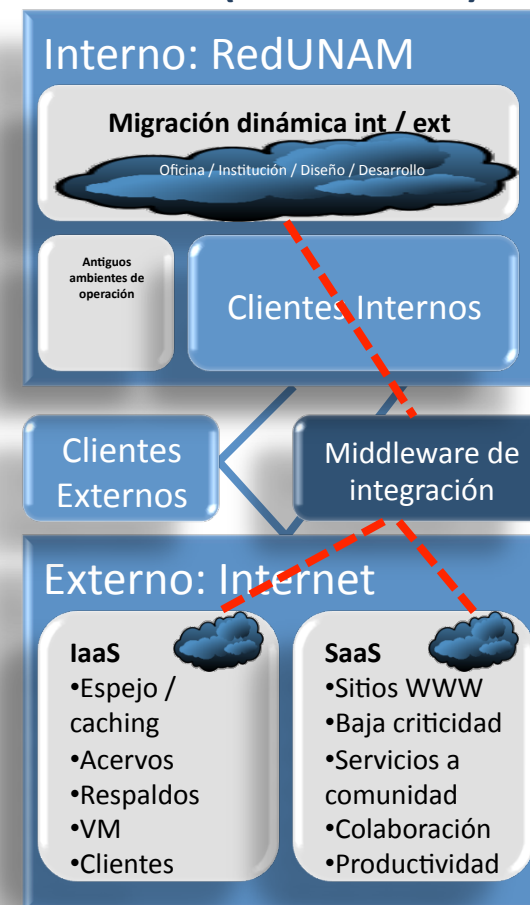 Interno: RedUNAM
Migración dinámica int / ext
Oficina / Institución / Diseño / Desarrollo
Antiguos
ambientes de
operación
Clientes Internos
Clientes
Externos
Middleware de
integración
Externo: Internet
IaaS
•Espejo /
caching
•Acervos
•Respaldos
•VM
•Clientes
SaaS
•Sitios WWW
•Baja criticidad
•Servicios a
comunidad
•Colaboración
•Productividad